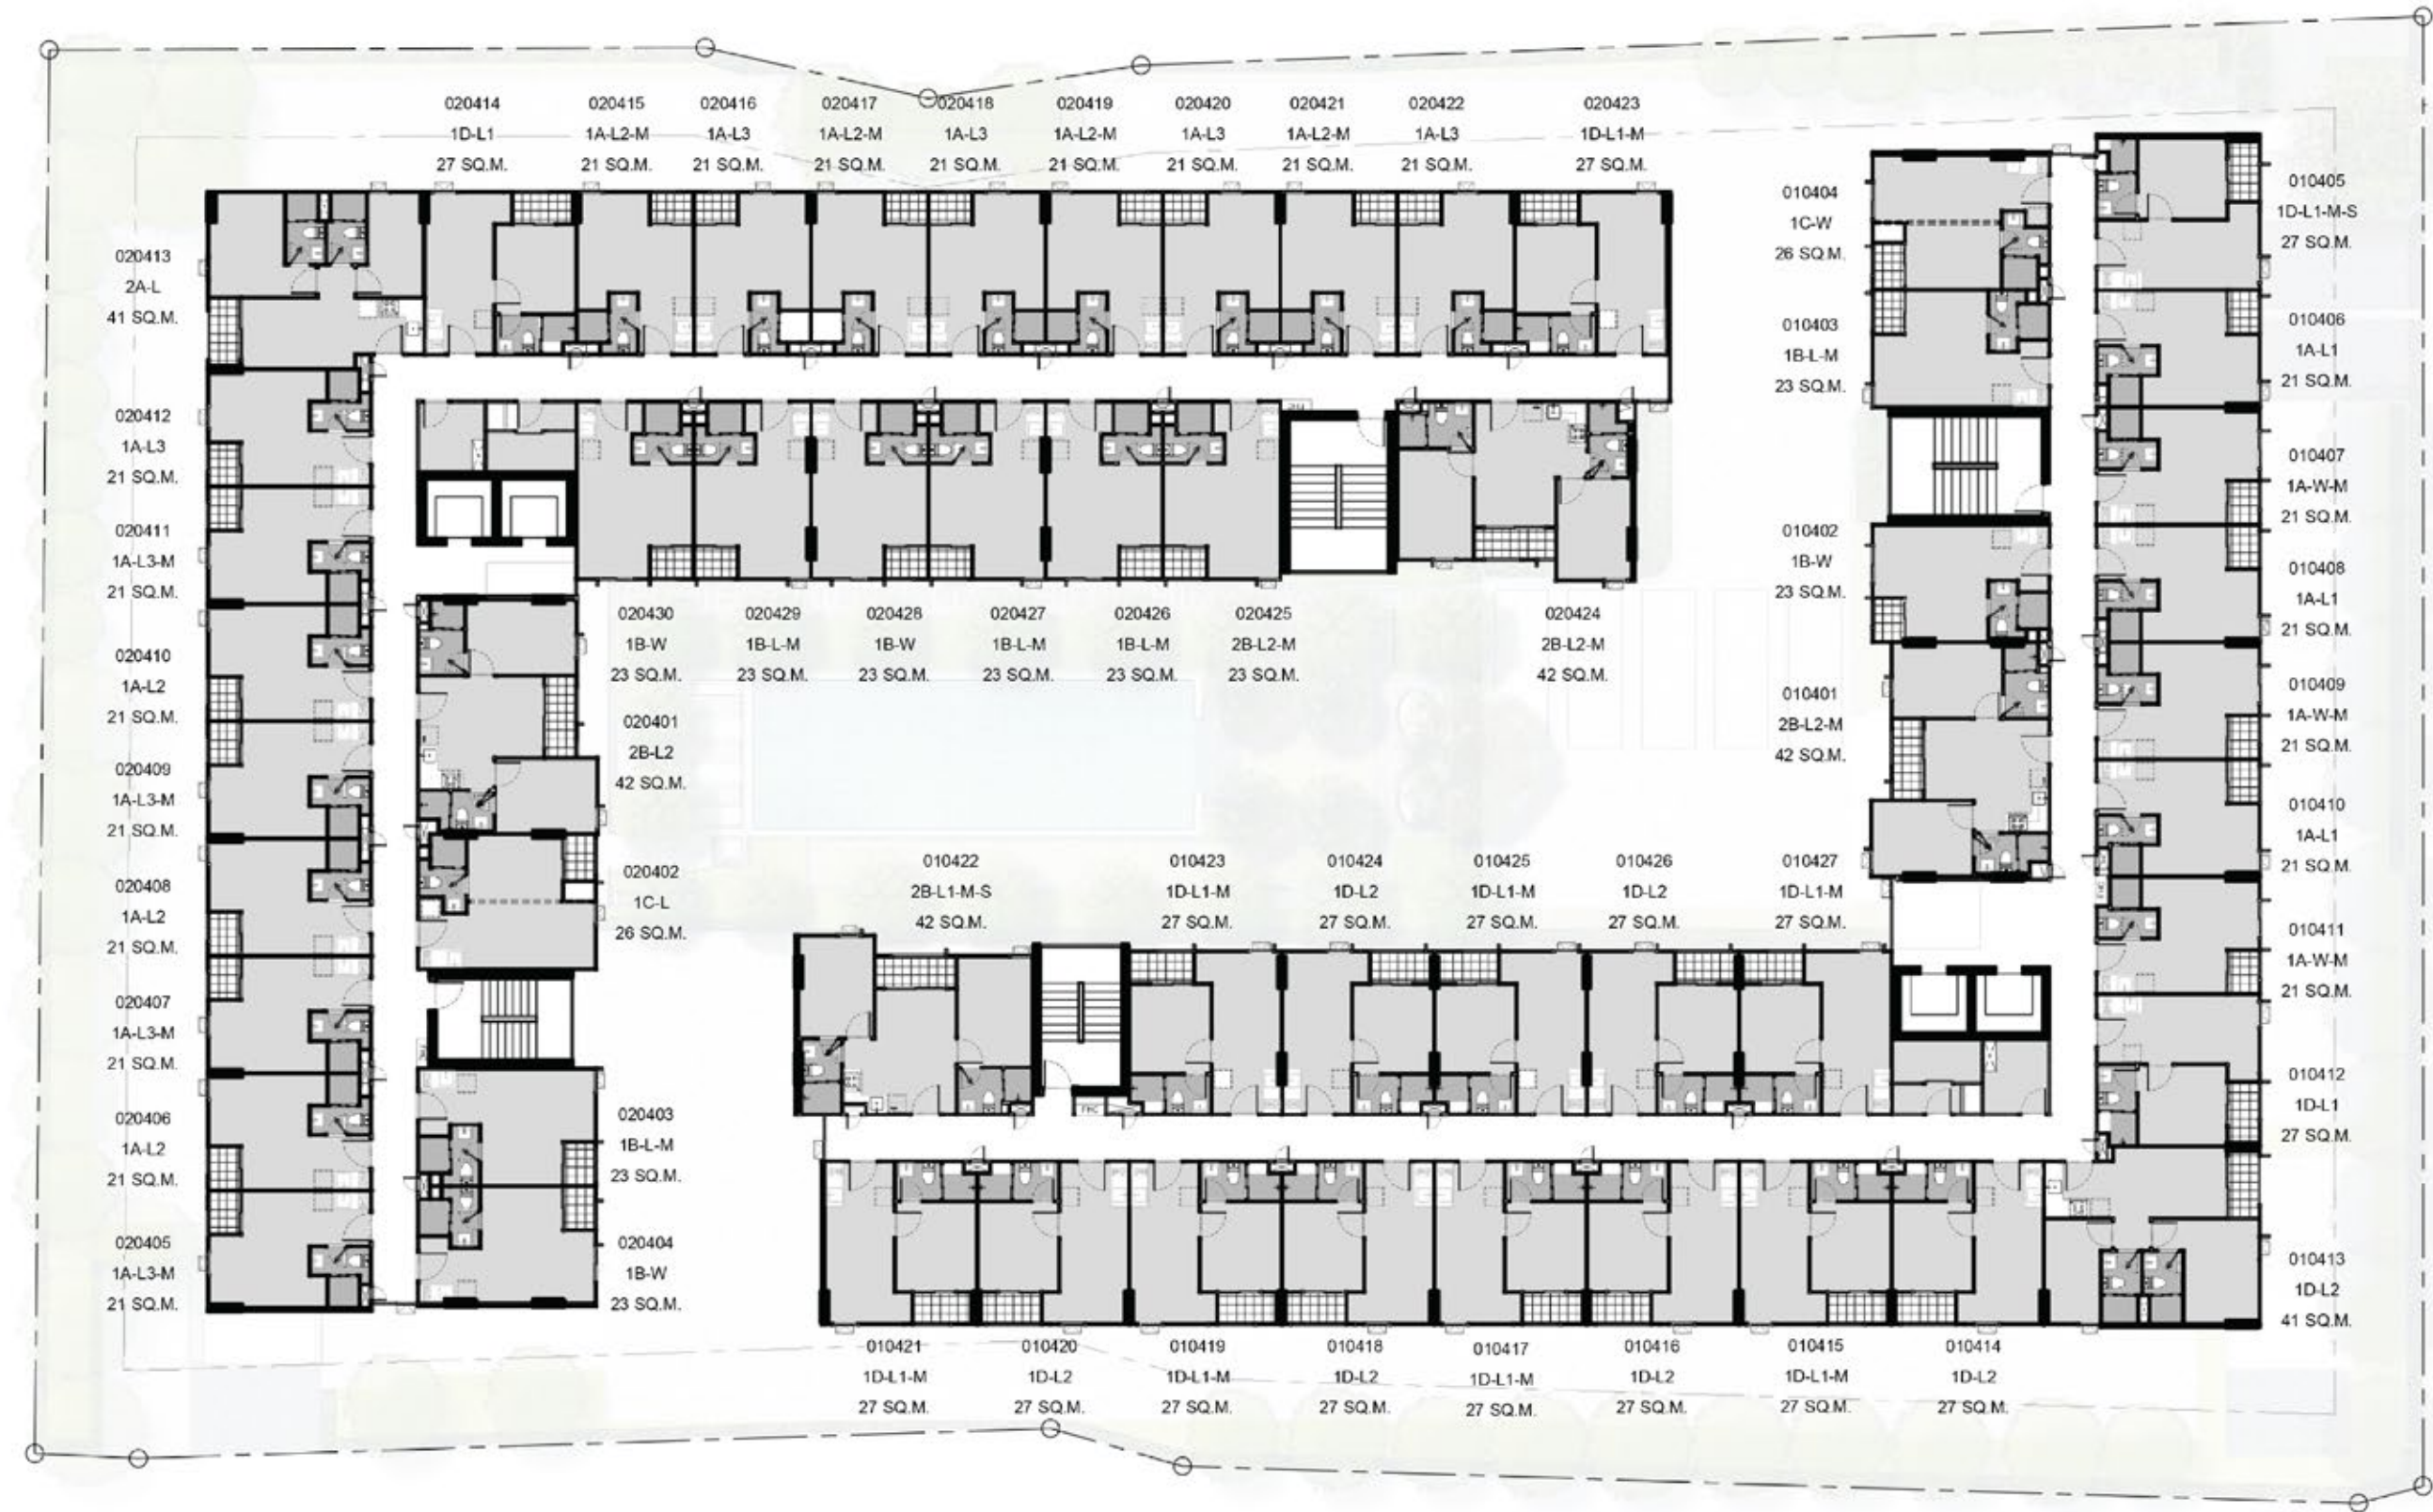 020414
1D-L1
27 SQ.M.
020415
1A-L2-M
21 SQ.M.
020416
1A-L3
21 SQ.M.
020417
1A-L2-M
21 SQ.M.
020418
1A-L3
21 SQ.M.
020419
1A-L2-M
21 SQ.M.
020420
1A-L3
21 SQ.M.
020421
1A-L2-M
21 SQ.M.
020422
1A-L3
21 SQ.M.
020423
1D-L1-M
27 SQ.M.
020413
2A-L
41 SQ.M.
020412
1A-L3
21 SQ.M.
020411
1A-L3-M
21 SQ.M.
020410
1A-L2
21 SQ.M.
020409
1A-L3-M
21 SQ.M.
020408
1A-L2
21 SQ.M.
020407
1A-L3-M
21 SQ.M.
020406
1A-L2
21 SQ.M.
020405
1A-L3-M
21 SQ.M.
020430
1B-W
23 SQ.M.
020429
1B-L-M
23 SQ.M.
020428
1B-W
23 SQ.M.
020427
1B-L-M
23 SQ.M.
020426
1B-L-M
23 SQ.M.
020425
2B-L2-M
23 SQ.M.
020424
2B-L2-M
42 SQ.M.
020401
2B-L2
42 SQ.M.
020402
1C-L
26 SQ.M.
020403
1B-L-M
23 SQ.M.
020404
1B-W
23 SQ.M.
010404
1C-W
26 SQ.M.
010403
1B-L-M
23 SQ.M.
010402
1B-W
23 SQ.M.
010401
2B-L2-M
42 SQ.M.
010405
1D-L1-M-S
27 SQ.M.
010406
1A-L1
21 SQ.M.
010407
1A-W-M
21 SQ.M.
010408
1A-L1
21 SQ.M.
010409
1A-W-M
21 SQ.M.
010410
1A-L1
21 SQ.M.
010411
1A-W-M
21 SQ.M.
010412
1D-L1
27 SQ.M.
010413
1D-L2
41 SQ.M.
010422
2B-L1-M-S
42 SQ.M.
010423
1D-L1-M
27 SQ.M.
010424
1D-L2
27 SQ.M.
010425
1D-L1-M
27 SQ.M.
010426
1D-L2
27 SQ.M.
010427
1D-L1-M
27 SQ.M.
010421
1D-L1-M
27 SQ.M.
010420
1D-L2
27 SQ.M.
010419
1D-L1-M
27 SQ.M.
010418
1D-L2
27 SQ.M.
010417
1D-L1-M
27 SQ.M.
010416
1D-L2
27 SQ.M.
010415
1D-L1-M
27 SQ.M.
010414
1D-L2
27 SQ.M.